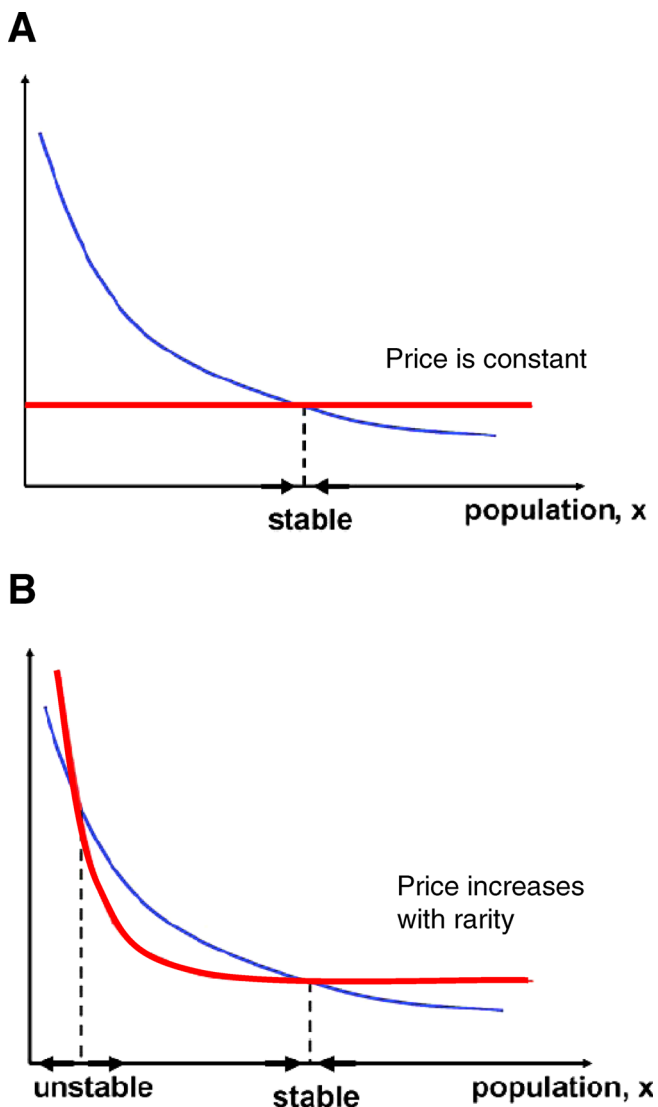 A
Price is constant
stable
population, x
B
Price increases
with rarity
unstable
stable
population, x